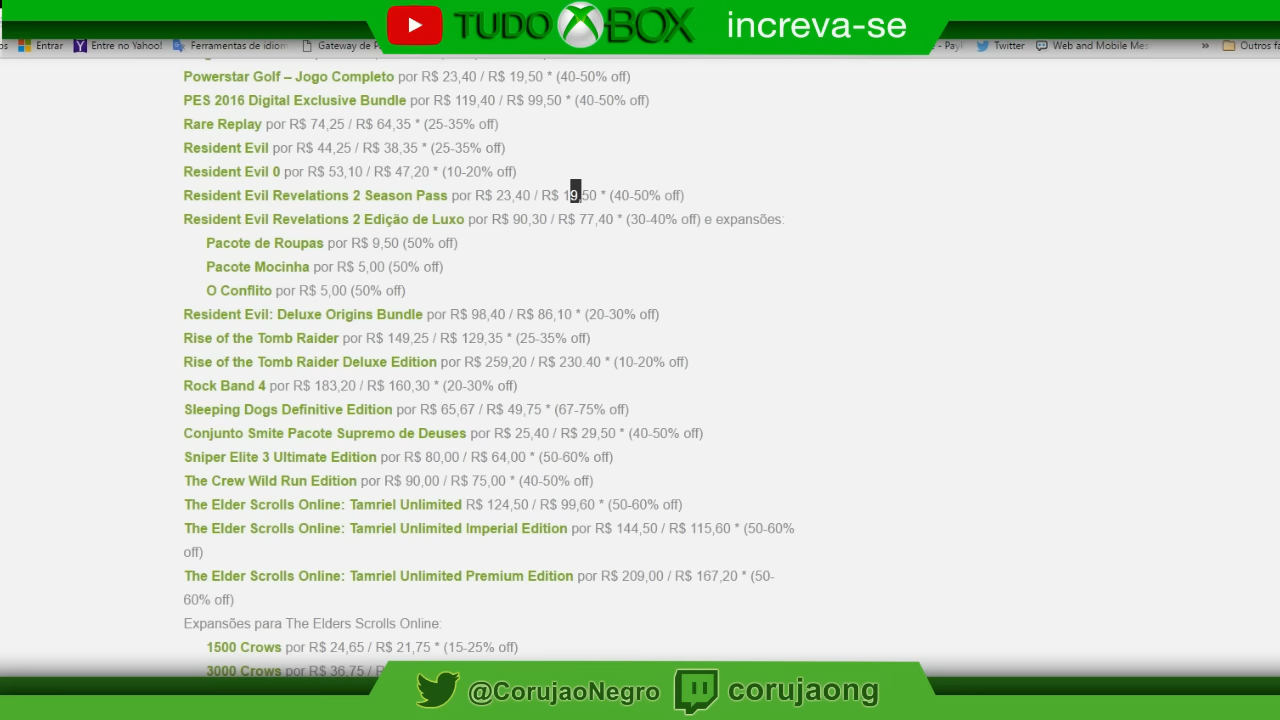 TUDO BOX increva-se
Entrar Entre no Yahoo! Ferramentas de idiom Gateway de P - Payl Twitter Web and Mobile Mes » Outros fa
Powerstar Golf – Jogo Completo por R$ 23,40 / R$ 19,50 * (40-50% off)
PES 2016 Digital Exclusive Bundle por R$ 119,40 / R$ 99,50 * (40-50% off)
Rare Replay por R$ 74,25 / R$ 64,35 * (25-35% off)
Resident Evil por R$ 44,25 / R$ 38,35 * (25-35% off)
Resident Evil 0 por R$ 53,10 / R$ 47,20 * (10-20% off)
Resident Evil Revelations 2 Season Pass por R$ 23,40 / R$ 19,50 * (40-50% off)
Resident Evil Revelations 2 Edição de Luxo por R$ 90,30 / R$ 77,40 * (30-40% off) e expansões:
Pacote de Roupas por R$ 9,50 (50% off)
Pacote Mocinha por R$ 5,00 (50% off)
O Conflito por R$ 5,00 (50% off)
Resident Evil: Deluxe Origins Bundle por R$ 98,40 / R$ 86,10 * (20-30% off)
Rise of the Tomb Raider por R$ 149,25 / R$ 129,35 * (25-35% off)
Rise of the Tomb Raider Deluxe Edition por R$ 259,20 / R$ 230.40 * (10-20% off)
Rock Band 4 por R$ 183,20 / R$ 160,30 * (20-30% off)
Sleeping Dogs Definitive Edition por R$ 65,67 / R$ 49,75 * (67-75% off)
Conjunto Smite Pacote Supremo de Deuses por R$ 25,40 / R$ 29,50 * (40-50% off)
Sniper Elite 3 Ultimate Edition por R$ 80,00 / R$ 64,00 * (50-60% off)
The Crew Wild Run Edition por R$ 90,00 / R$ 75,00 * (40-50% off)
The Elder Scrolls Online: Tamriel Unlimited R$ 124,50 / R$ 99,60 * (50-60% off)
The Elder Scrolls Online: Tamriel Unlimited Imperial Edition por R$ 144,50 / R$ 115,60 * (50-60%
off)
The Elder Scrolls Online: Tamriel Unlimited Premium Edition por R$ 209,00 / R$ 167,20 * (50-
60% off)
Expansões para The Elders Scrolls Online:
1500 Crows por R$ 24,65 / R$ 21,75 * (15-25% off)
3000 Crows por R$ 36,75 / R
@CorujaoNegro corujaong